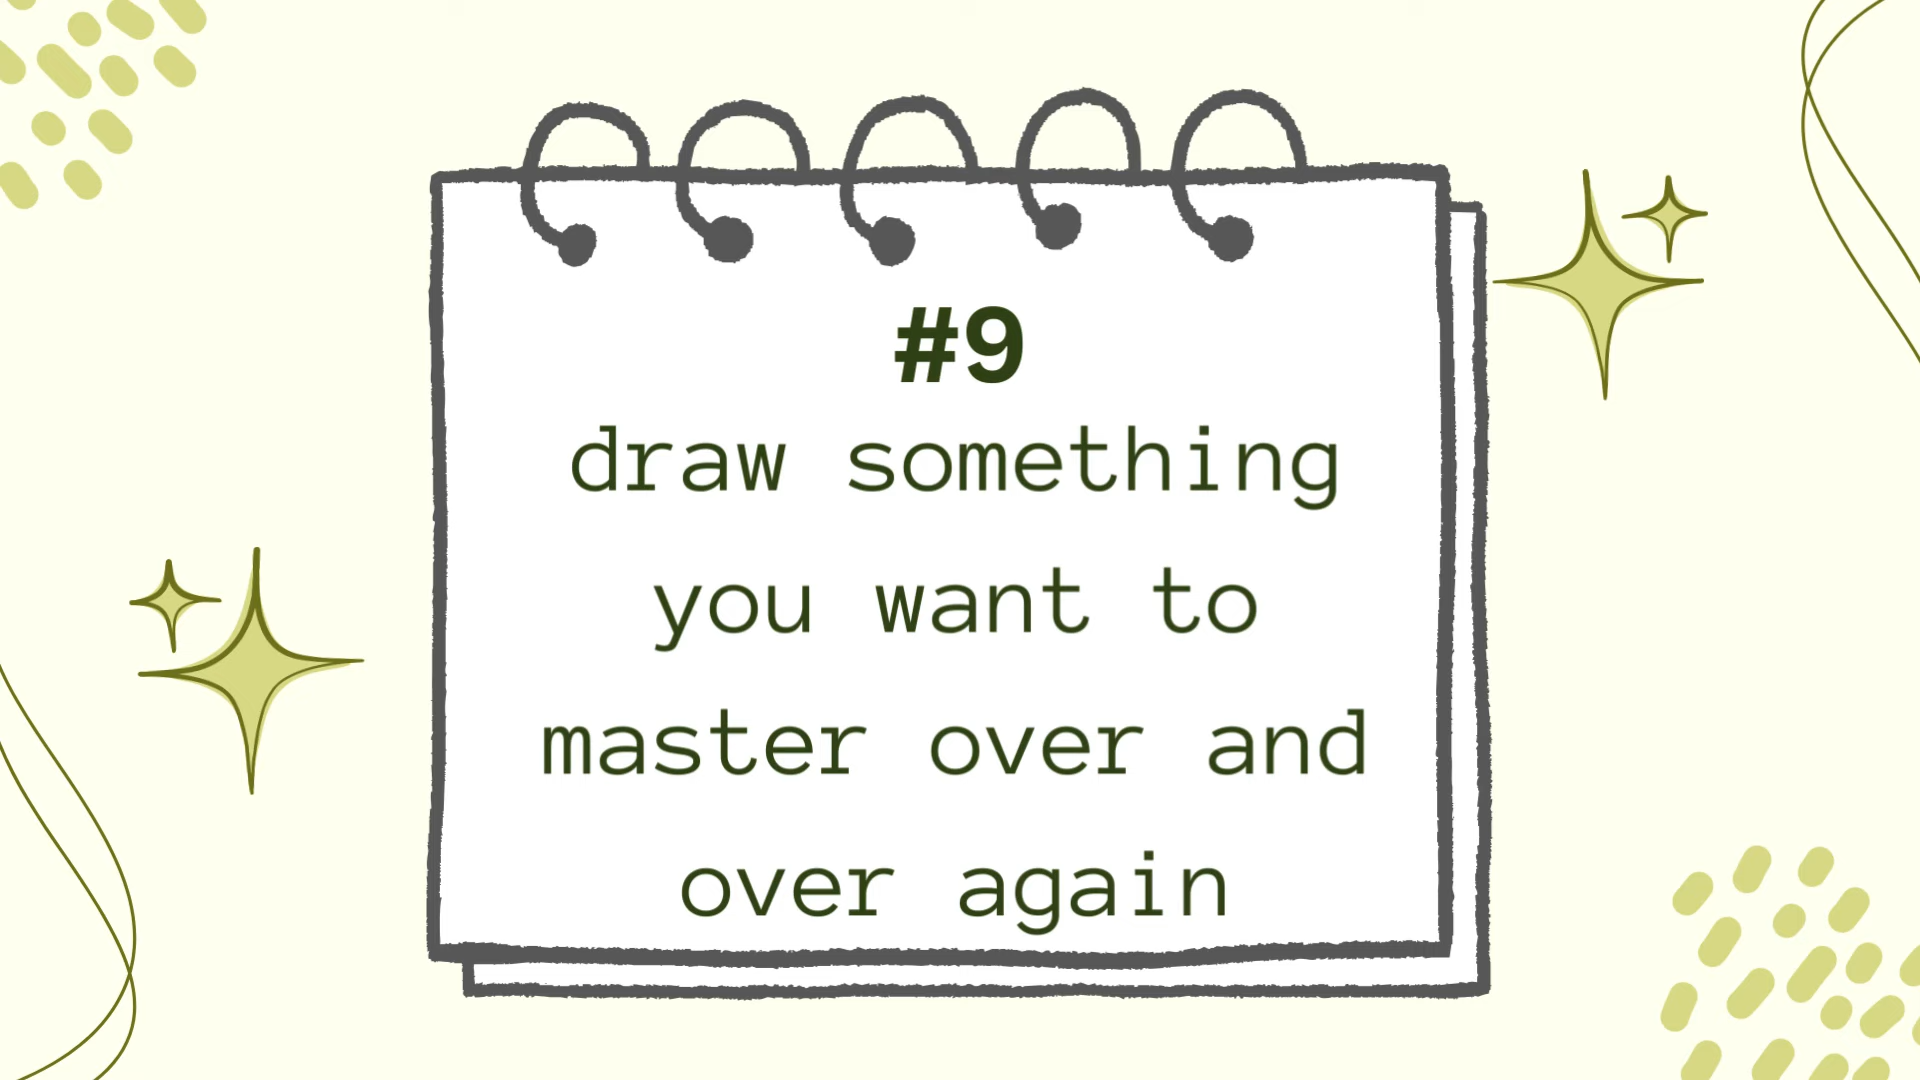 #9
draw something
you want to
master over and
over again